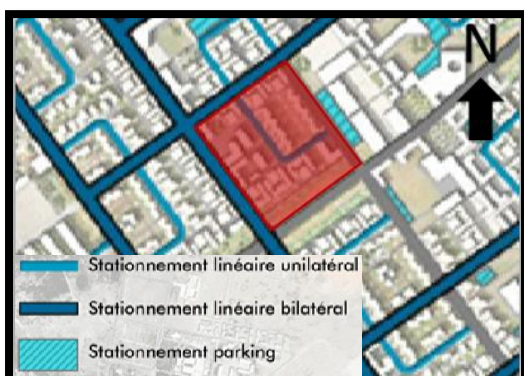 N
Stationnement linéaire unilatéral
Stationnement linéaire bilatéral
Stationnement parking